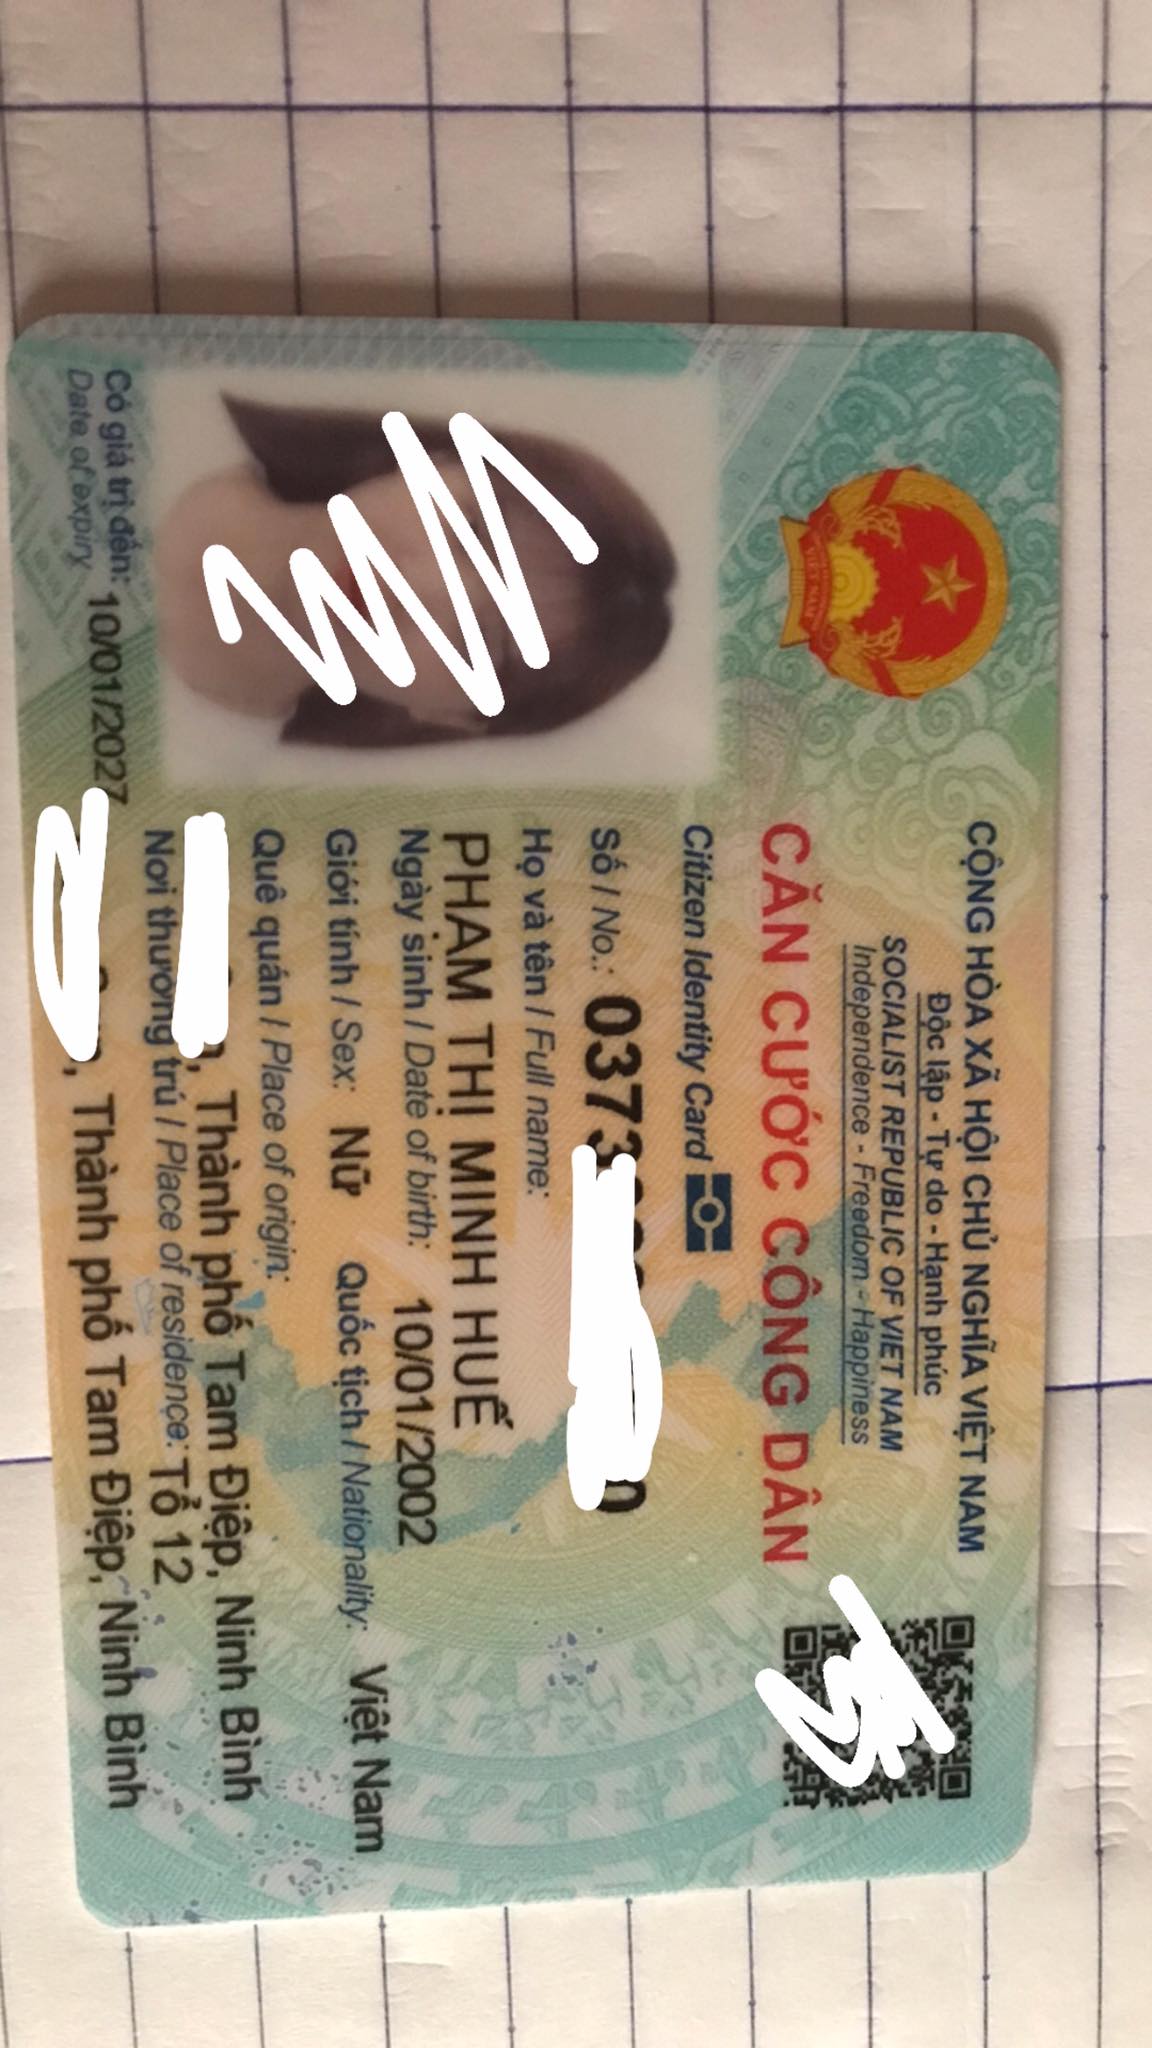 CỘNG HÒA XÃ HỘI CHỦ NGHĨA VIỆT NAM
Độc lập - Tự do - Hạnh phúc
SOCIALIST REPUBLIC OF VIET NAM
Independence - Freedom - Happiness
CĂN CƯỚC CÔNG DÂN
Citizen Identity Card
Số / No.: 0373
Họ và tên / Full name:
PHẠM THỊ MINH HUẾ
Ngày sinh / Date of birth: 10/01/2002
Giới tính / Sex: Nữ Quốc tịch / Nationality: Việt Nam
Quê quán / Place of origin:
, Thành phố Tam Điệp, Ninh Bình
Nơi thường trú / Place of residence: Tổ 12
, Thành phố Tam Điệp, Ninh Bình
Có giá trị đến: 10/01/2027
Date of expiry